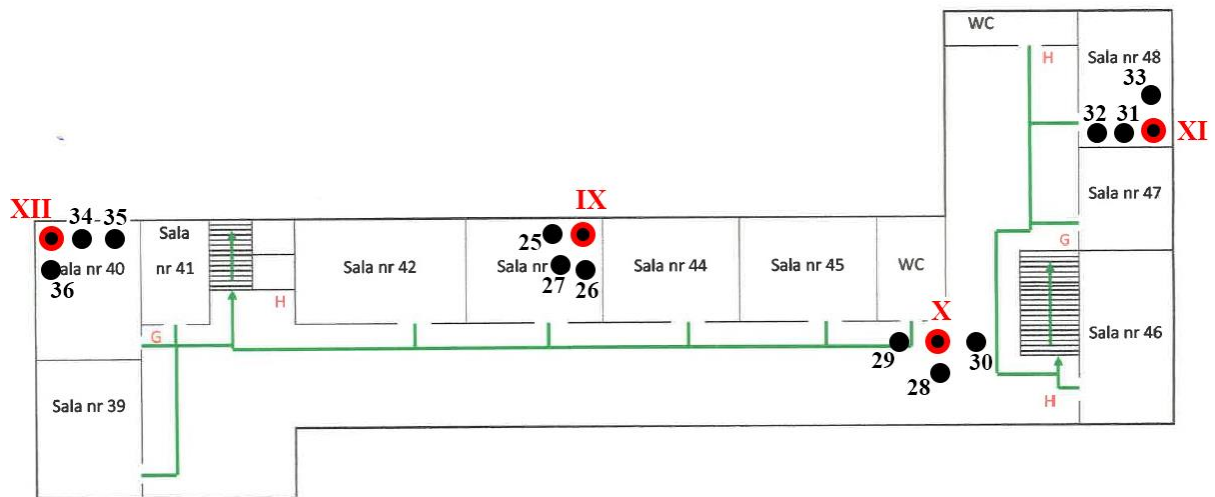 WC
H
Sala nr 48
33
32 31
XI
Sala nr 47
G
Sala nr 46
H
XII
34 35
Sala
nr 41
ala nr 40
36
G
H
Sala nr 39
Sala nr 42
IX
25
Sala nr
27
26
Sala nr 44
Sala nr 45
WC
X
29
30
28